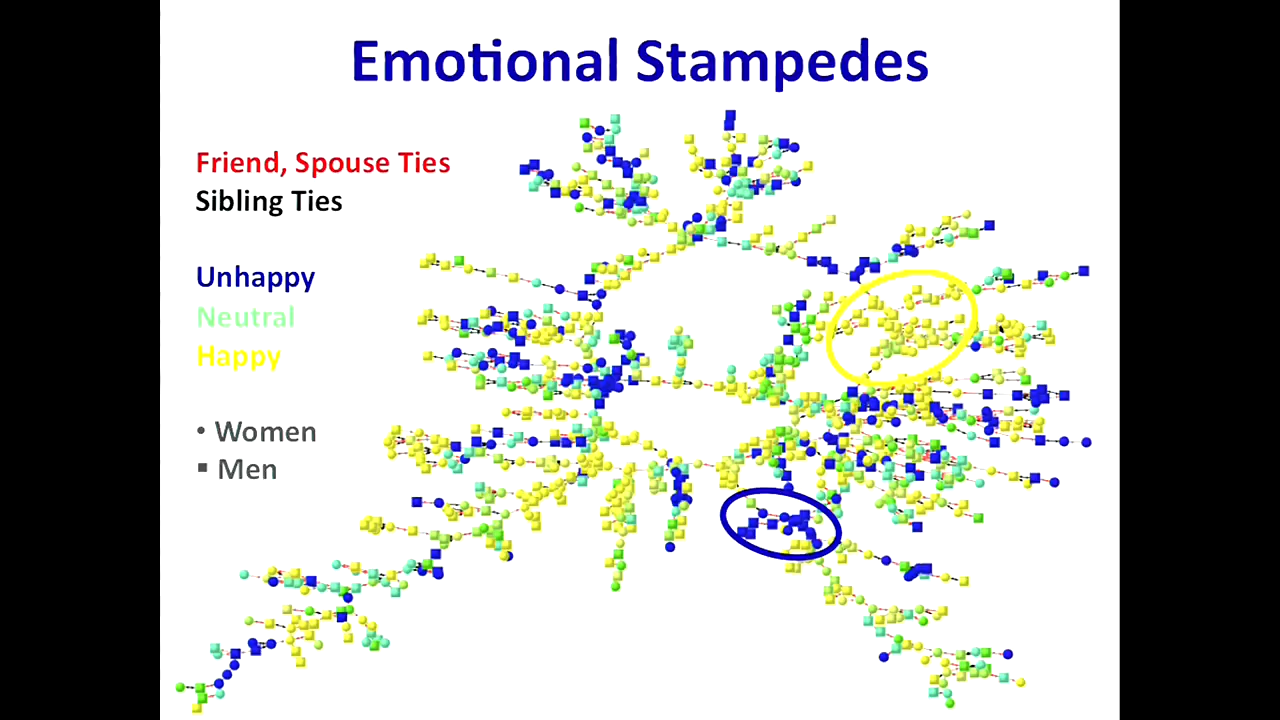 Emotional Stampedes
Friend, Spouse Ties
Sibling Ties
Unhappy
Neutral
Happy
• Women
▪ Men